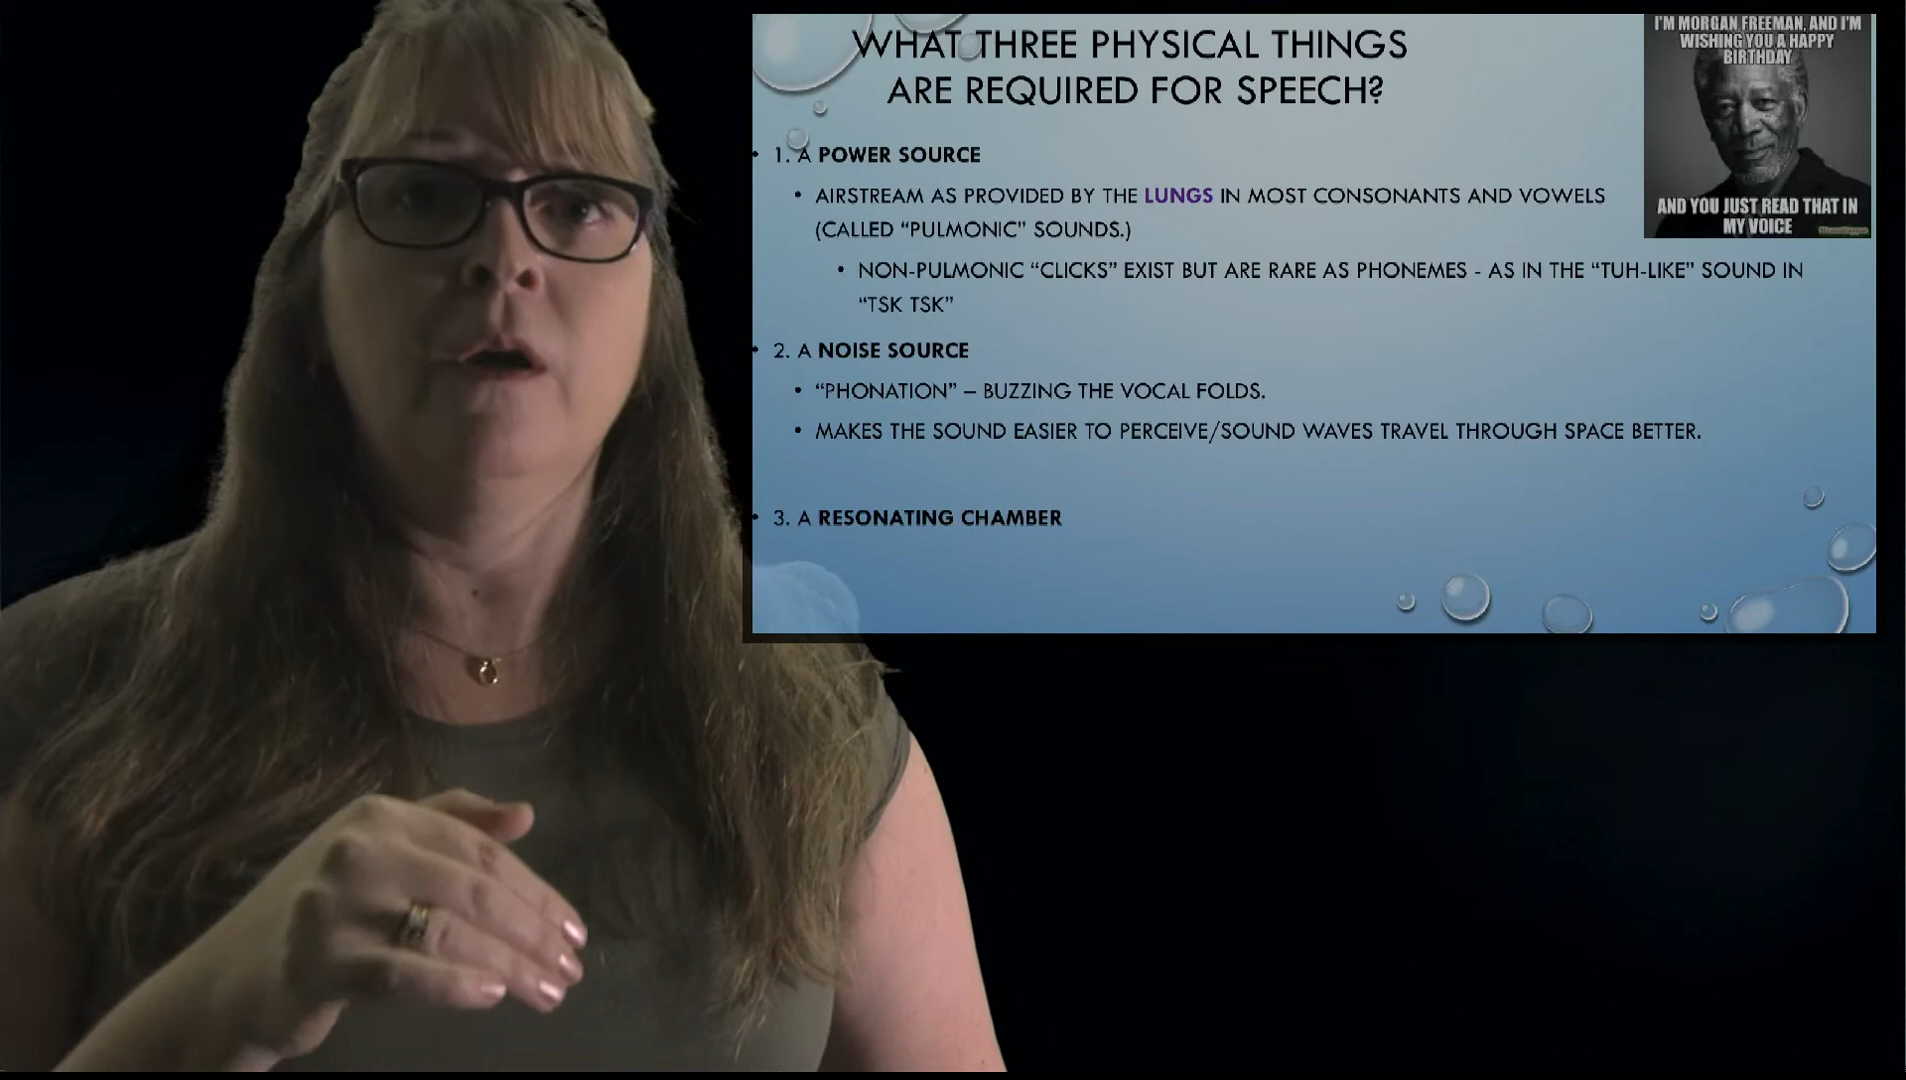 WHAT THREE PHYSICAL THINGS
ARE REQUIRED FOR SPEECH?
• 1. A POWER SOURCE
• AIRSTREAM AS PROVIDED BY THE LUNGS IN MOST CONSONANTS AND VOWELS
(CALLED “PULMONIC” SOUNDS.)
• NON-PULMONIC “CLICKS” EXIST BUT ARE RARE AS PHONEMES - AS IN THE “TUH-LIKE” SOUND IN
“TSK TSK”
• 2. A NOISE SOURCE
• “PHONATION” – BUZZING THE VOCAL FOLDS.
• MAKES THE SOUND EASIER TO PERCEIVE/SOUND WAVES TRAVEL THROUGH SPACE BETTER.
• 3. A RESONATING CHAMBER
I'M MORGAN FREEMAN, AND I'M
WISHING YOU A HAPPY
BIRTHDAY
AND YOU JUST READ THAT IN
MY VOICE